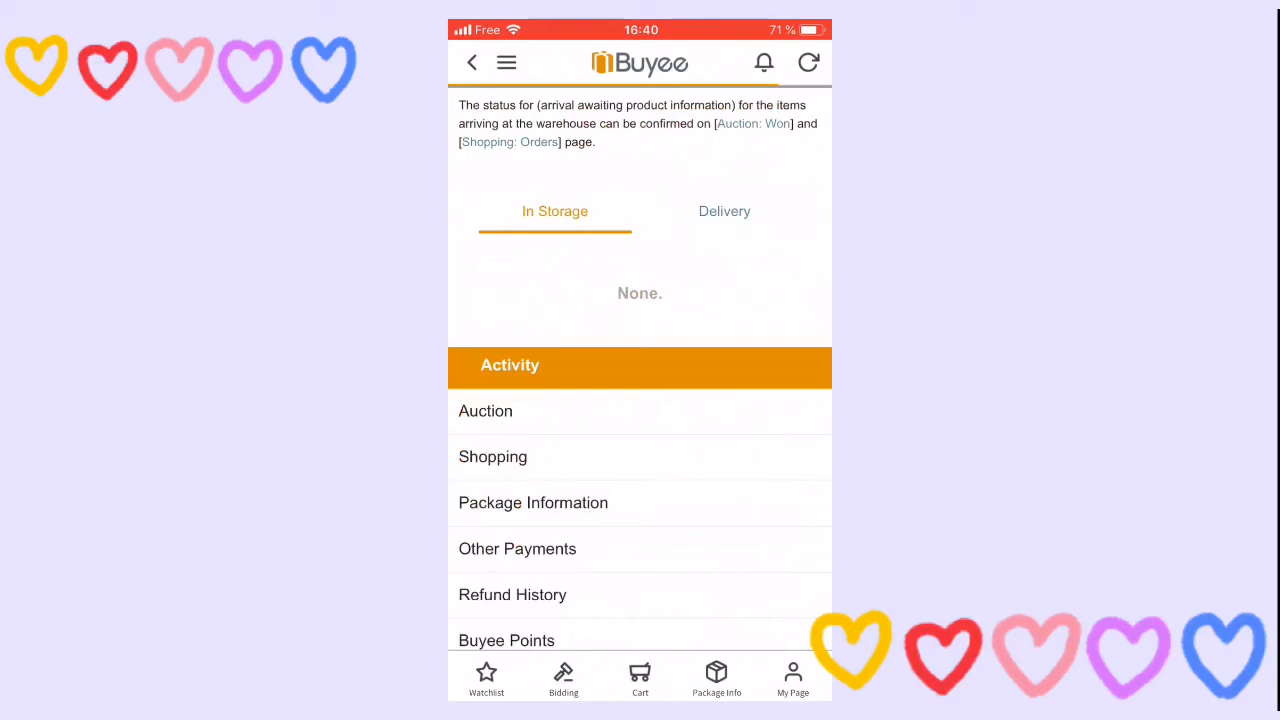 Free 16:40 71 %
Buyee
The status for (arrival awaiting product information) for the items
arriving at the warehouse can be confirmed on [Auction: Won] and
[Shopping: Orders] page.
In Storage Delivery
None.
Activity
Auction
Shopping
Package Information
Other Payments
Refund History
Buyee Points
Watchlist Bidding Cart Package Info My Page